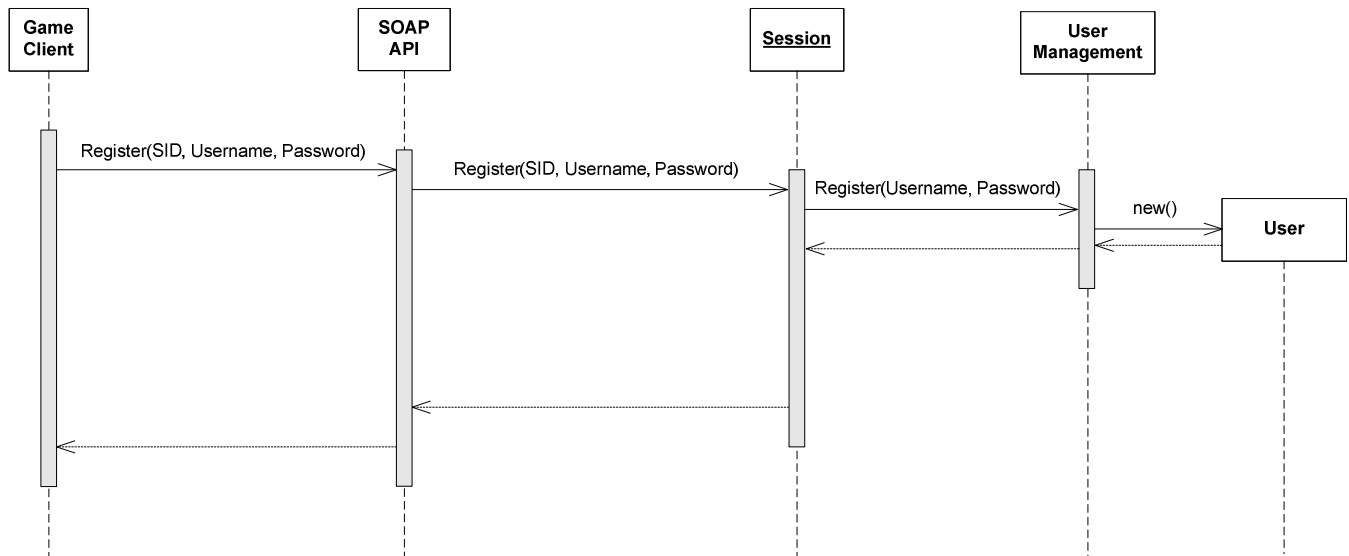 Game
Client
SOAP
API
Session
User
Management
Register(SID, Username, Password)
Register(SID, Username, Password)
Register(Username, Password)
new()
User